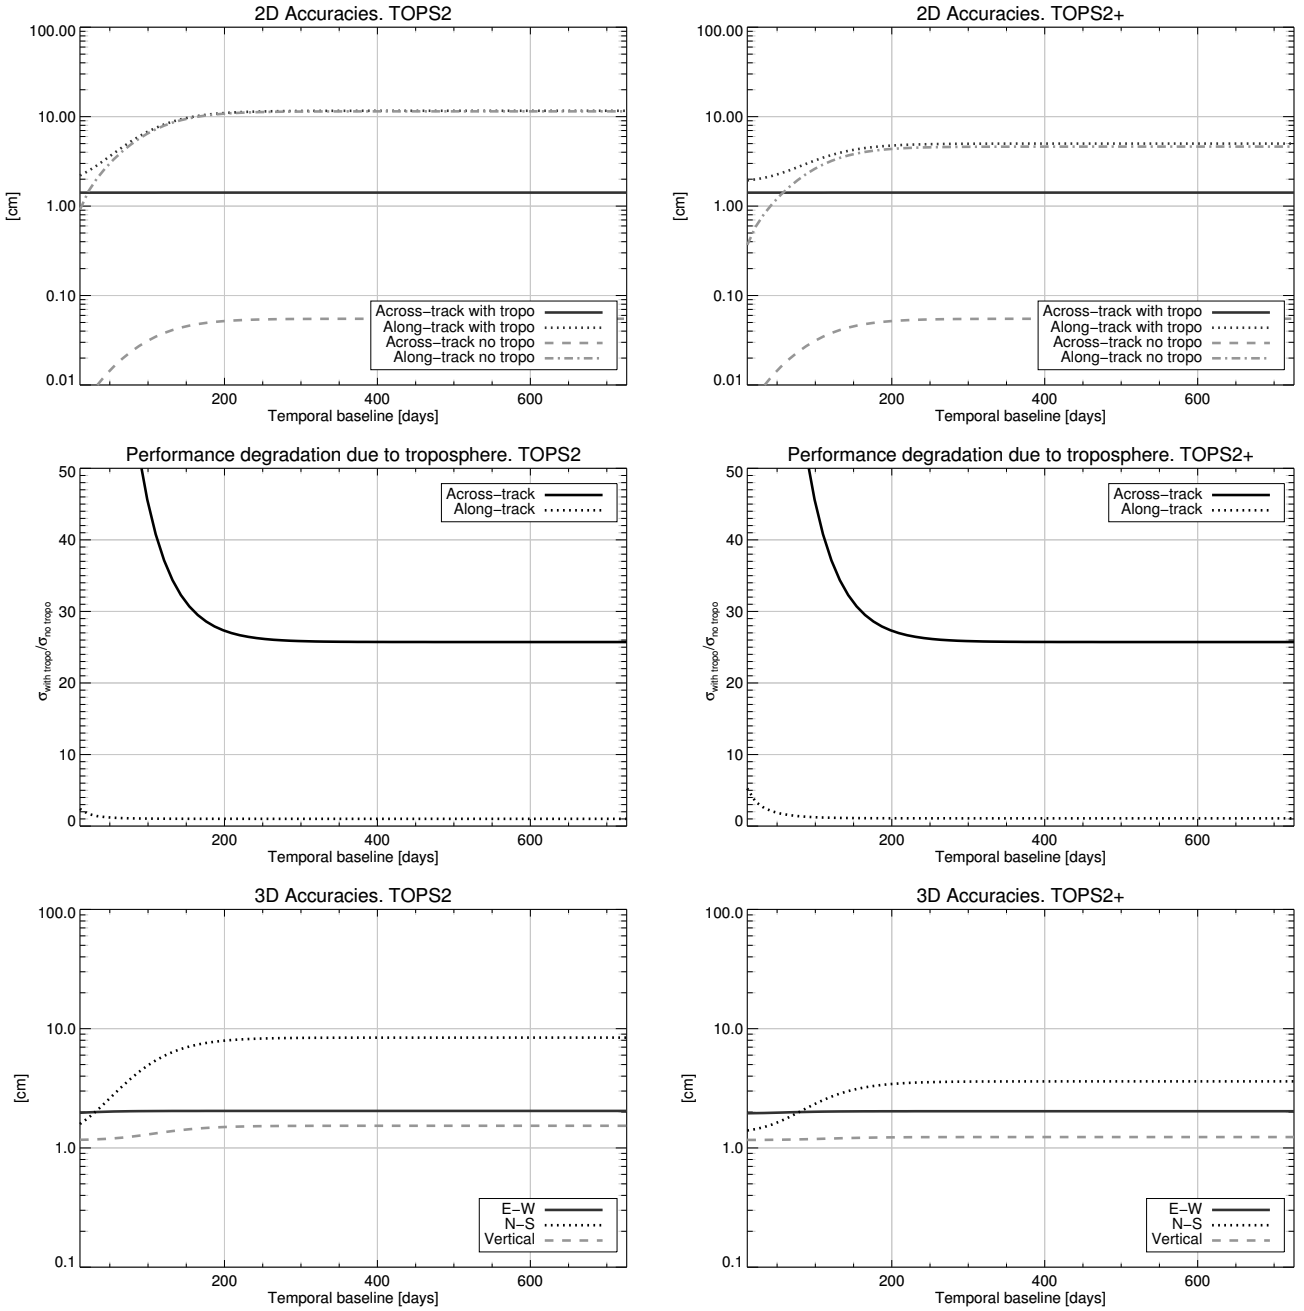 2D Accuracies. TOPS2
100.00
10.00
1.00
0.10
0.01
[cm]
Across-track with tropo
Along-track with tropo
Across-track no tropo
Along-track no tropo
200 400 600
Temporal baseline [days]
2D Accuracies. TOPS2+
100.00
10.00
1.00
0.10
0.01
[cm]
Across-track with tropo
Along-track with tropo
Across-track no tropo
Along-track no tropo
200 400 600
Temporal baseline [days]
Performance degradation due to troposphere. TOPS2
50
40
30
20
10
0
σwith tropo/σno tropo
Across-track
Along-track
200 400 600
Temporal baseline [days]
Performance degradation due to troposphere. TOPS2+
50
40
30
20
10
0
σwith tropo/σno tropo
Across-track
Along-track
200 400 600
Temporal baseline [days]
3D Accuracies. TOPS2
100.0
10.0
1.0
0.1
[cm]
E-W
N-S
Vertical
200 400 600
Temporal baseline [days]
3D Accuracies. TOPS2+
100.0
10.0
1.0
0.1
[cm]
E-W
N-S
Vertical
200 400 600
Temporal baseline [days]